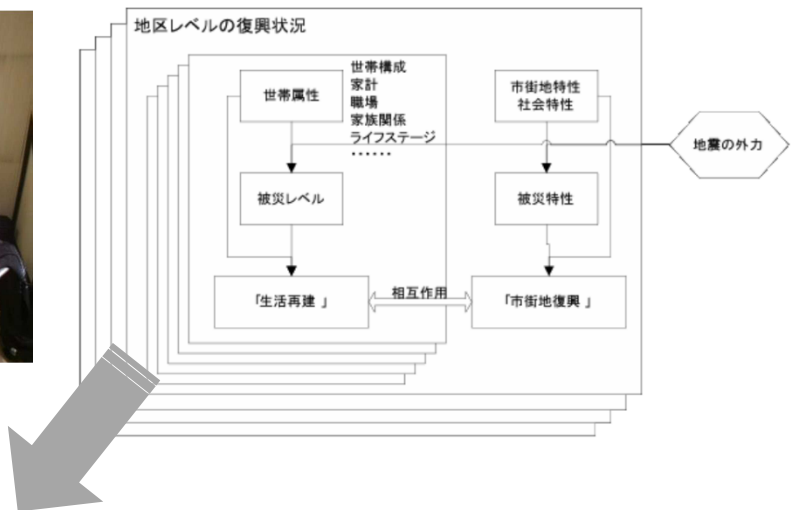 地区レベルの復興状況
世帯属性
世帯構成
家計
職場
家族関係
ライフステージ
・・・・・・
市街地特性
社会特性
地震の外力
被災レベル
被災特性
「生活再建 」
相互作用
「市街地復興 」